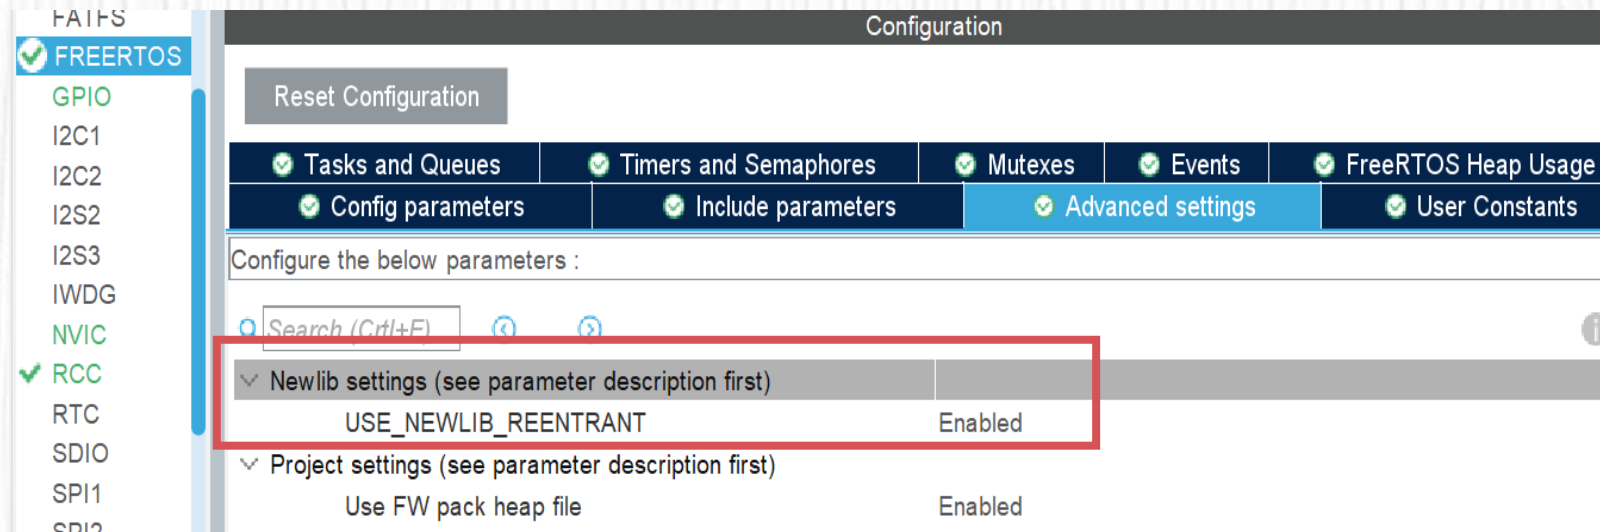 FATFS
FREERTOS
GPIO
I2C1
I2C2
I2S2
I2S3
IWDG
NVIC
RCC
RTC
SDIO
SPI1
SPI2
Configuration
Reset Configuration
Tasks and Queues Timers and Semaphores Mutexes Events FreeRTOS Heap Usage
Config parameters Include parameters Advanced settings User Constants
Configure the below parameters :
Search (CrtI+F)
Newlib settings (see parameter description first)
USE_NEWLIB_REENTRANT Enabled
Project settings (see parameter description first)
Use FW pack heap file Enabled